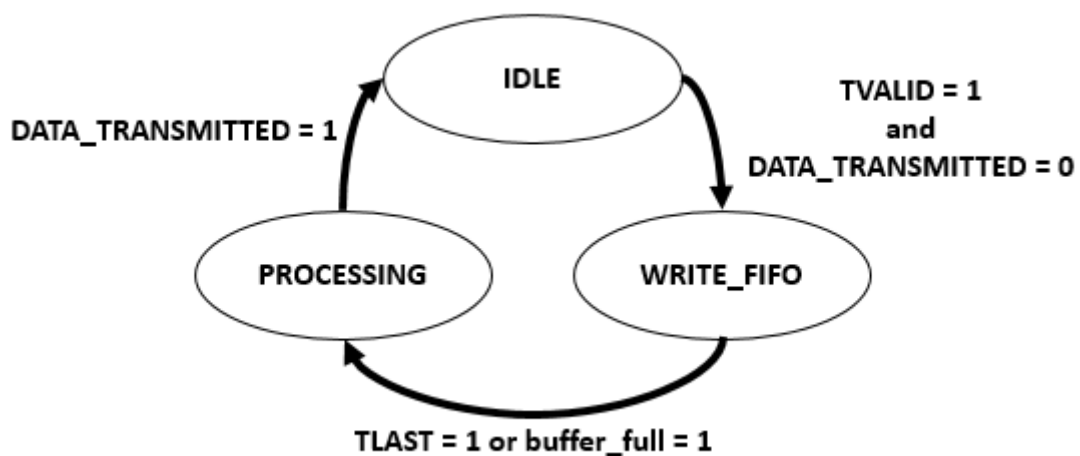 IDLE
TVALID = 1
and
DATA_TRANSMITTED = 0
DATA_TRANSMITTED = 1
PROCESSING
WRITE_FIFO
TLAST = 1 or buffer_full = 1